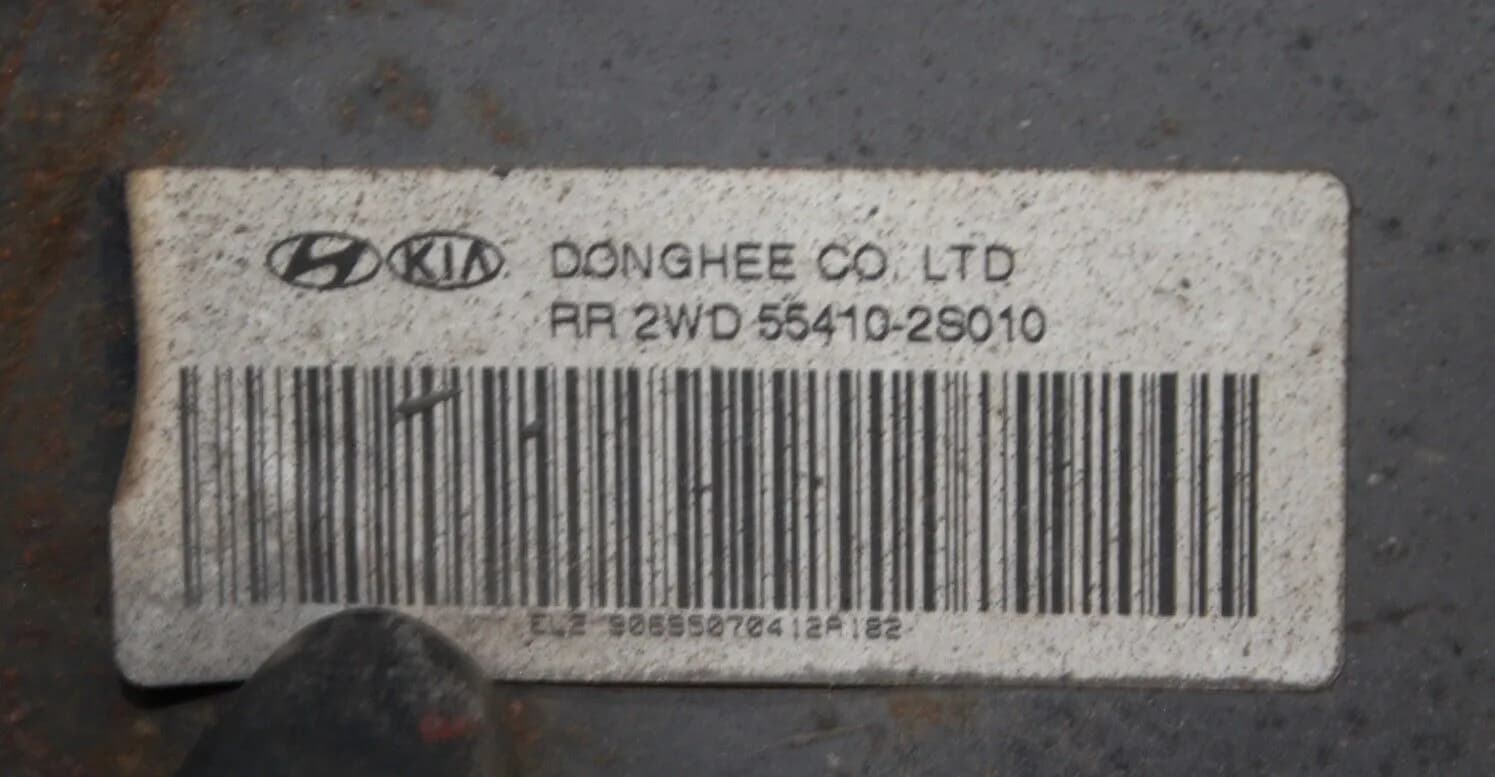 KIA DONGHEE CO. LTD
RR 2WD 55410-2S010